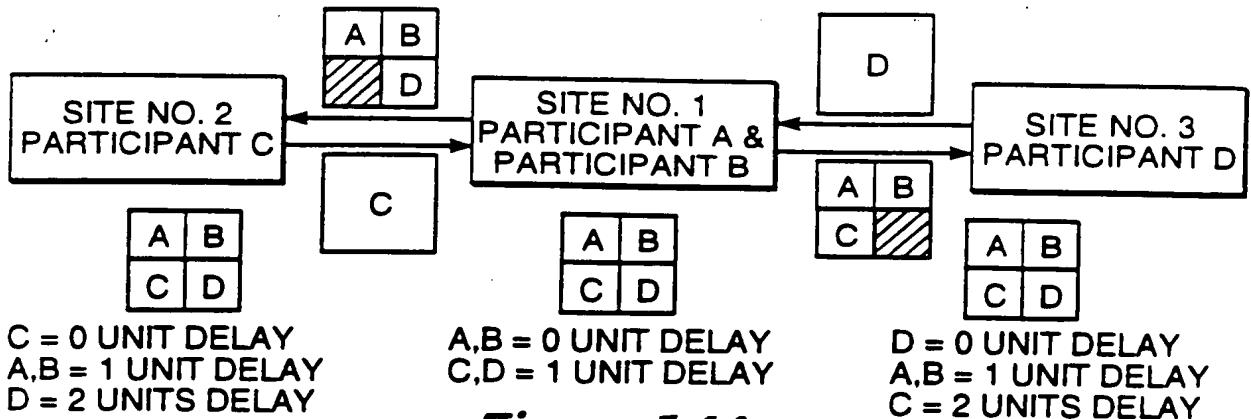 A B
D
D
SITE NO. 2
PARTICIPANT C
SITE NO. 1
PARTICIPANT A &
PARTICIPANT B
SITE NO. 3
PARTICIPANT D
C
A B
C
A B
C D
A B
C D
A B
C D
C = 0 UNIT DELAY
A,B = 1 UNIT DELAY
D = 2 UNITS DELAY
A,B = 0 UNIT DELAY
C,D = 1 UNIT DELAY
D = 0 UNIT DELAY
A,B = 1 UNIT DELAY
C = 2 UNITS DELAY